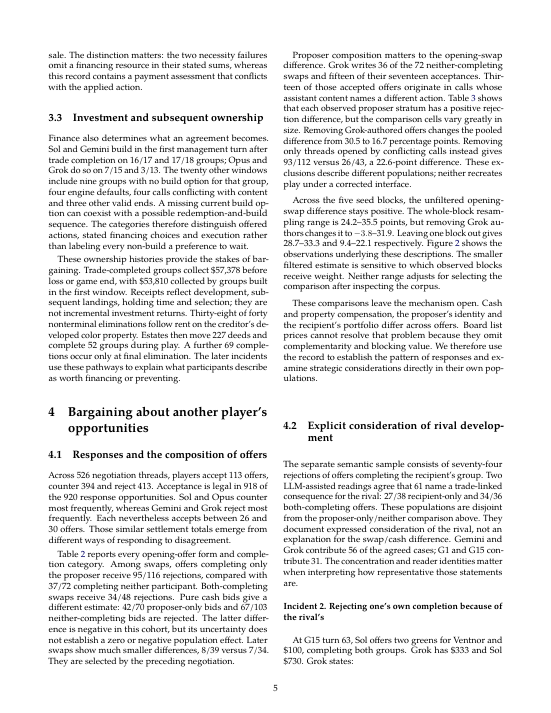 sale. The distinction matters: the two necessity failures
omit a financing resource in their stated sums, whereas
this record contains a payment assessment that conflicts
with the applied action.
3.3 Investment and subsequent ownership
Finance also determines what an agreement becomes.
Sol and Gemini build in the first management turn after
trade completion on 16/17 and 17/18 groups; Opus and
Grok do so on 7/15 and 3/13. The twenty other windows
include nine groups with no build option for that group,
four engine defaults, four calls conflicting with content
and three other valid ends. A missing current build op-
tion can coexist with a possible redemption-and-build
sequence. The categories therefore distinguish offered
actions, stated financing choices and execution rather
than labeling every non-build a preference to wait.
These ownership histories provide the stakes of bar-
gaining. Trade-completed groups collect $57,378 before
loss or game end, with $53,810 collected by groups built
in the first window. Receipts reflect development, sub-
sequent landings, holding time and selection; they are
not incremental investment returns. Thirty-eight of forty
nonterminal eliminations follow rent on the creditor's de-
veloped color property. Estates then move 227 deeds and
complete 52 groups during play. A further 69 comple-
tions occur only at final elimination. The later incidents
use these pathways to explain what participants describe
as worth financing or preventing.
4 Bargaining about another player's
opportunities
4.1 Responses and the composition of offers
Across 526 negotiation threads, players accept 113 offers,
counter 394 and reject 413. Acceptance is legal in 918 of
the 920 response opportunities. Sol and Opus counter
most frequently, whereas Gemini and Grok reject most
frequently. Each nevertheless accepts between 26 and
30 offers. Those similar settlement totals emerge from
different ways of responding to disagreement.
Table 2 reports every opening-offer form and comple-
tion category. Among swaps, offers completing only
the proposer receive 95/116 rejections, compared with
37/72 completing neither participant. Both-completing
swaps receive 34/48 rejections. Pure cash bids give a
different estimate: 42/70 proposer-only bids and 67/103
neither-completing bids are rejected. The latter differ-
ence is negative in this cohort, but its uncertainty does
not establish a zero or negative population effect. Later
swaps show much smaller differences, 8/39 versus 7/34.
They are selected by the preceding negotiation.
Proposer composition matters to the opening-swap
difference. Grok writes 36 of the 72 neither-completing
swaps and fifteen of their seventeen acceptances. Thir-
teen of those accepted offers originate in calls whose
assistant content names a different action. Table 3 shows
that each observed proposer stratum has a positive rejec-
tion difference, but the comparison cells vary greatly in
size. Removing Grok-authored offers changes the pooled
difference from 30.5 to 16.7 percentage points. Removing
only threads opened by conflicting calls instead gives
93/112 versus 26/43, a 22.6-point difference. These ex-
clusions describe different populations; neither recreates
play under a corrected interface.
Across the five seed blocks, the unfiltered opening-
swap difference stays positive. The whole-block resam-
pling range is 24.2–35.5 points, but removing Grok au-
thors changes it to −3.8–31.9. Leaving one block out gives
28.7–33.3 and 9.4–22.1 respectively. Figure 2 shows the
observations underlying these descriptions. The smaller
filtered estimate is sensitive to which observed blocks
receive weight. Neither range adjusts for selecting the
comparison after inspecting the corpus.
These comparisons leave the mechanism open. Cash
and property compensation, the proposer's identity and
the recipient's portfolio differ across offers. Board list
prices cannot resolve that problem because they omit
complementarity and blocking value. We therefore use
the record to establish the pattern of responses and ex-
amine strategic considerations directly in their own pop-
ulations.
4.2 Explicit consideration of rival develop-
ment
The separate semantic sample consists of seventy-four
rejections of offers completing the recipient's group. Two
LLM-assisted readings agree that 61 name a trade-linked
consequence for the rival: 27/38 recipient-only and 34/36
both-completing offers. These populations are disjoint
from the proposer-only/neither comparison above. They
document expressed consideration of the rival, not an
explanation for the swap/cash difference. Gemini and
Grok contribute 56 of the agreed cases; G1 and G15 con-
tribute 31. The concentration and reader identities matter
when interpreting how representative those statements
are.
Incident 2. Rejecting one's own completion because of
the rival's
At G15 turn 63, Sol offers two greens for Ventnor and
$100, completing both groups. Grok has $333 and Sol
$730. Grok states:
5